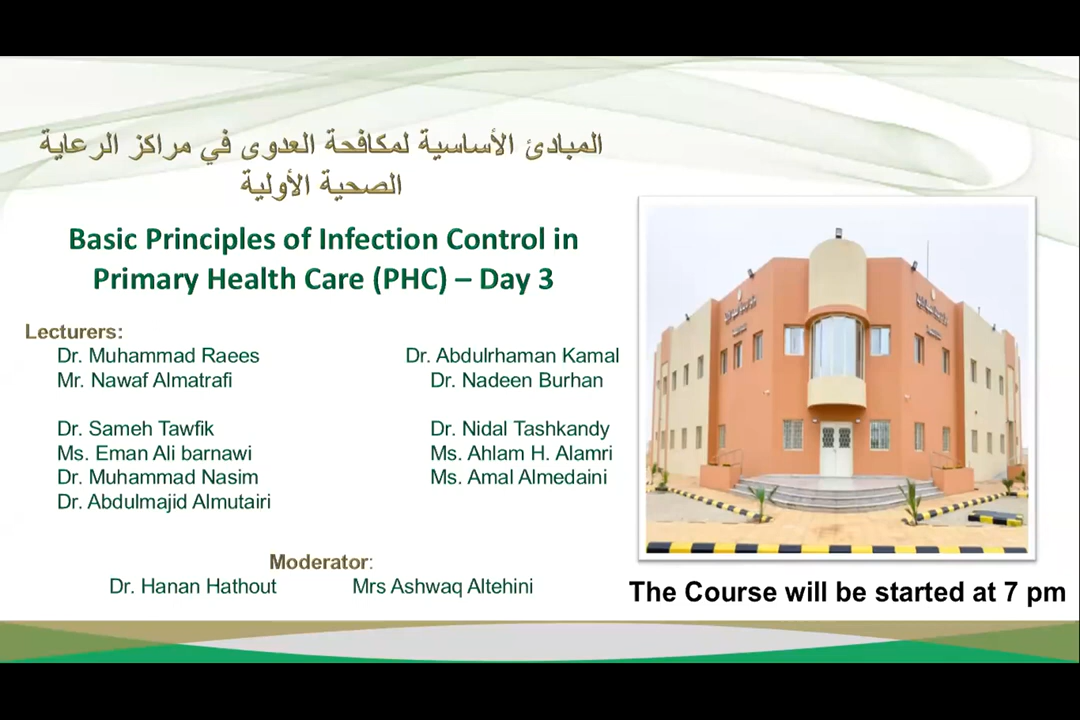 المبادئ الأساسية لمكافحة العدوى في مراكز الرعاية
الصحية الأولية
Basic Principles of Infection Control in
Primary Health Care (PHC) – Day 3
Lecturers:
Dr. Muhammad Raees
Dr. Abdulrhaman Kamal
Mr. Nawaf Almatrafi
Dr. Nadeen Burhan
Dr. Sameh Tawfik
Dr. Nidal Tashkandy
Ms. Eman Ali barnawi
Ms. Ahlam H. Alamri
Dr. Muhammad Nasim
Ms. Amal Almedaini
Dr. Abdulmajid Almutairi
Moderator:
Dr. Hanan Hathout
Mrs Ashwaq Altehini
The Course will be started at 7 pm